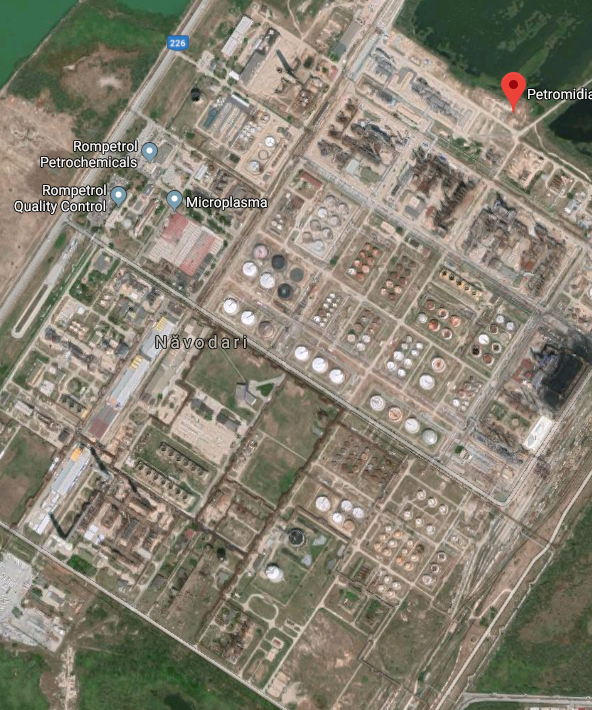 226
Petromidia
Rompetrol
Petrochemicals
Rompetrol
Quality Control
Microplasma
Năvodari